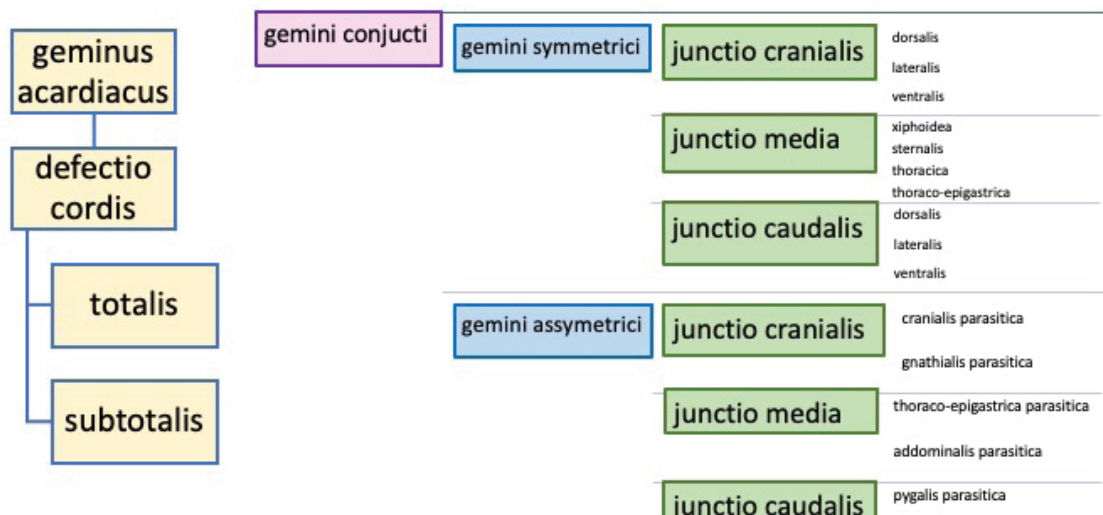 geminus
acardiacus
defectio
cordis
totalis
subtotalis
gemini conjucti
gemini symmetrici
junctio cranialis
dorsalis
lateralis
ventralis
junctio media
xiphoidea
sternalis
thoracica
thoraco-epigastrica
junctio caudalis
dorsalis
lateralis
ventralis
gemini assymetrici
junctio cranialis
cranialis parasitica
gnathialis parasitica
junctio media
thoraco-epigastrica parasitica
addominalis parasitica
junctio caudalis
pygalis parasitica